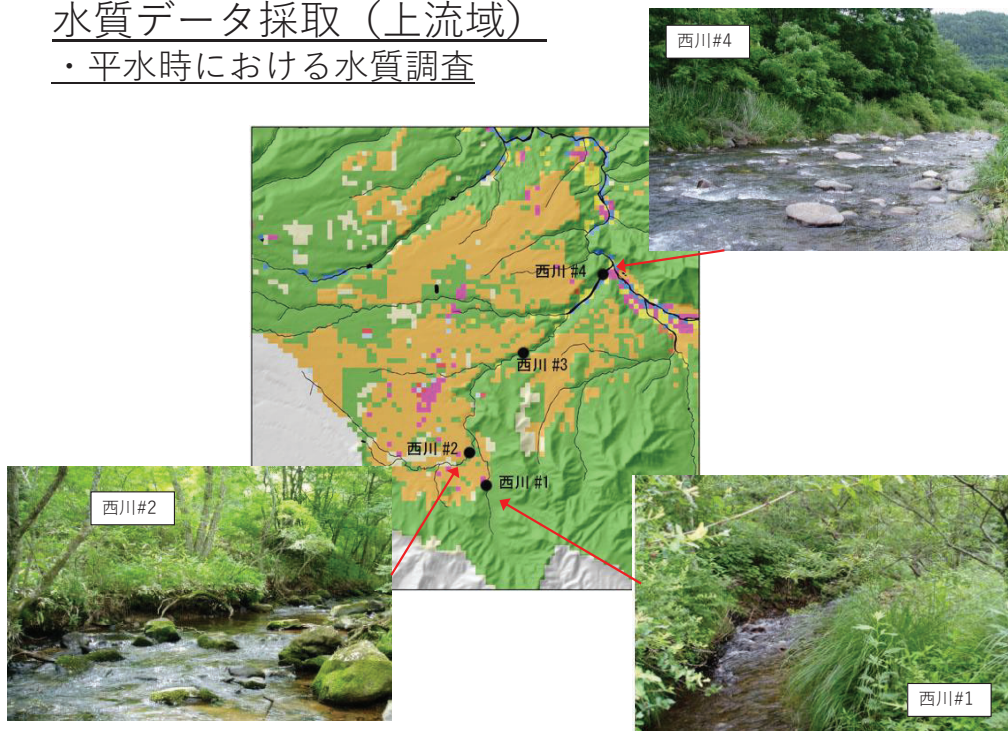 水質データ採取（上流域）
・平水時における水質調査
西川#4
西川 #4
西川 #3
西川 #2
西川 #1
西川#2
西川#1